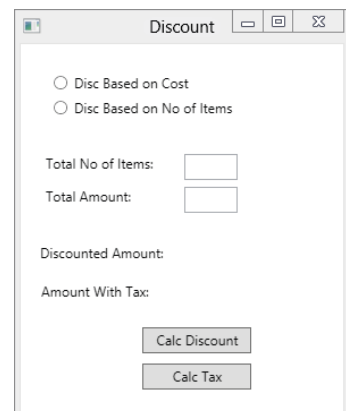 Discount
Disc Based on Cost
Disc Based on No of Items
Total No of Items:
Total Amount:
Discounted Amount:
Amount With Tax:
Calc Discount
Calc Tax